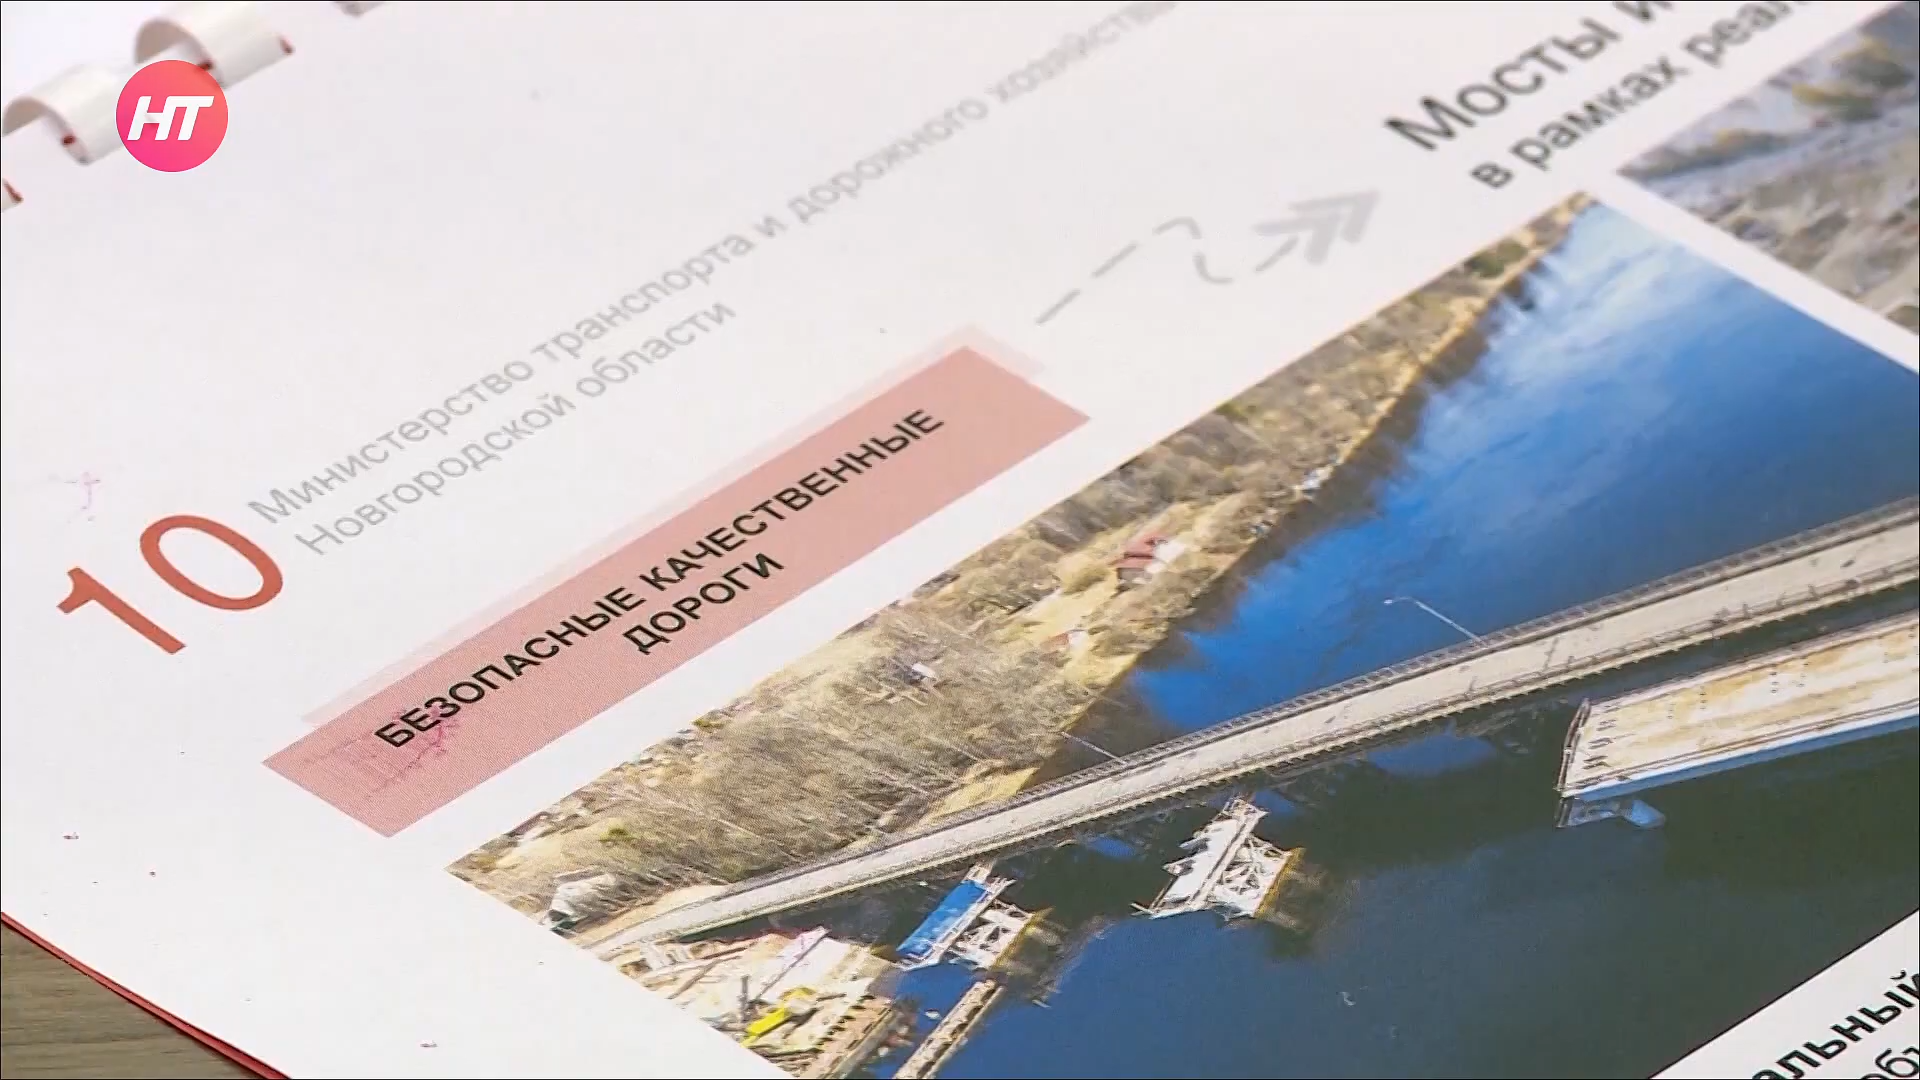 НТ
10
Министерство транспорта и дорожного хозяйства
Новгородской области
БЕЗОПАСНЫЕ КАЧЕСТВЕННЫЕ
ДОРОГИ
Мосты и
в рамках